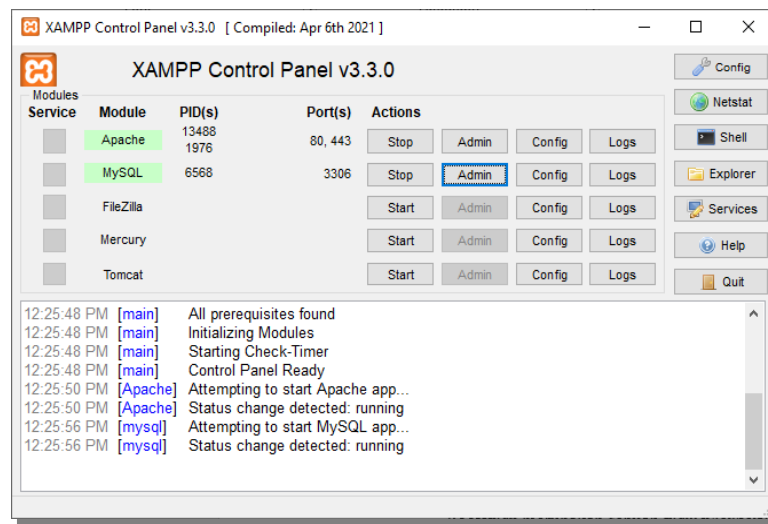 XAMPP Control Panel v3.3.0 [ Compiled: Apr 6th 2021 ]
XAMPP Control Panel v3.3.0
Config
Modules
Service Module PID(s) Port(s) Actions
Netstat
Apache 13488 1976 80, 443 Stop Admin Config Logs
Shell
MySQL 6568 3306 Stop Admin Config Logs
Explorer
FileZilla Start Admin Config Logs
Services
Mercury Start Admin Config Logs
Help
Tomcat Start Admin Config Logs
Quit
12:25:48 PM [main] All prerequisites found
12:25:48 PM [main] Initializing Modules
12:25:48 PM [main] Starting Check-Timer
12:25:48 PM [main] Control Panel Ready
12:25:50 PM [Apache] Attempting to start Apache app...
12:25:50 PM [Apache] Status change detected: running
12:25:56 PM [mysql] Attempting to start MySQL app...
12:25:56 PM [mysql] Status change detected: running